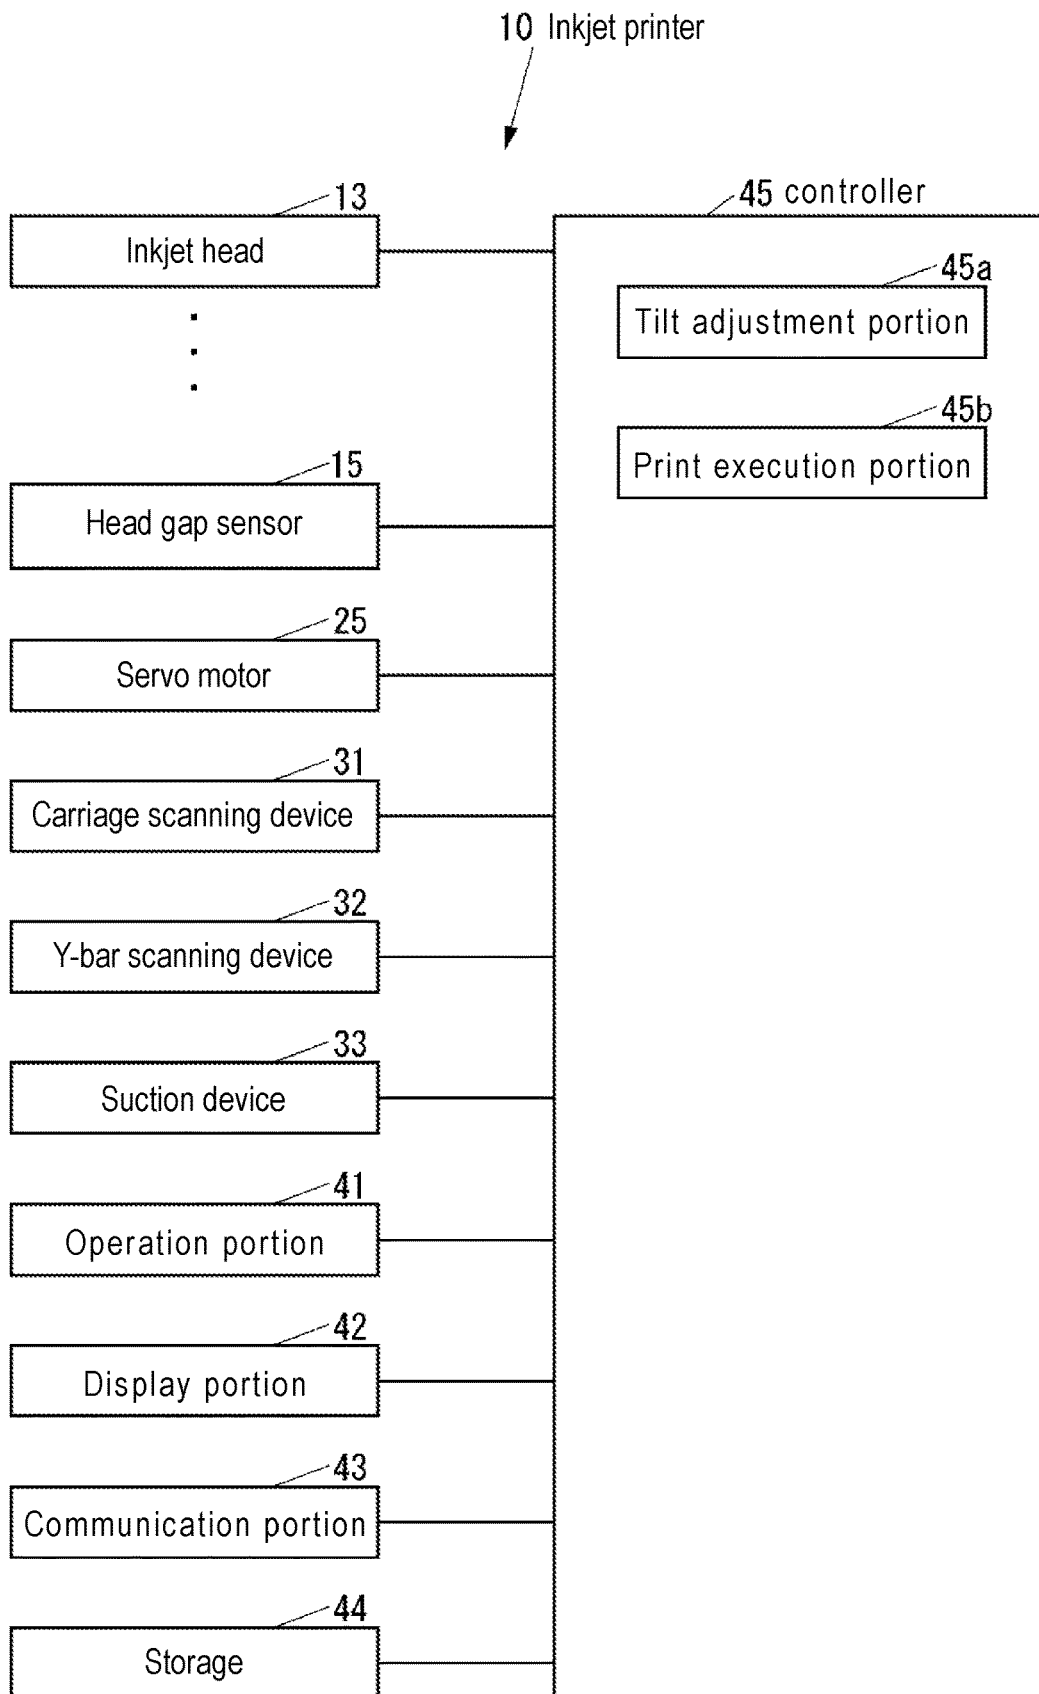 10 Inkjet printer
13
Inkjet head
15
Head gap sensor
25
Servo motor
31
Carriage scanning device
32
Y-bar scanning device
33
Suction device
41
Operation portion
42
Display portion
43
Communication portion
44
Storage
45 controller
45a
Tilt adjustment portion
45b
Print execution portion